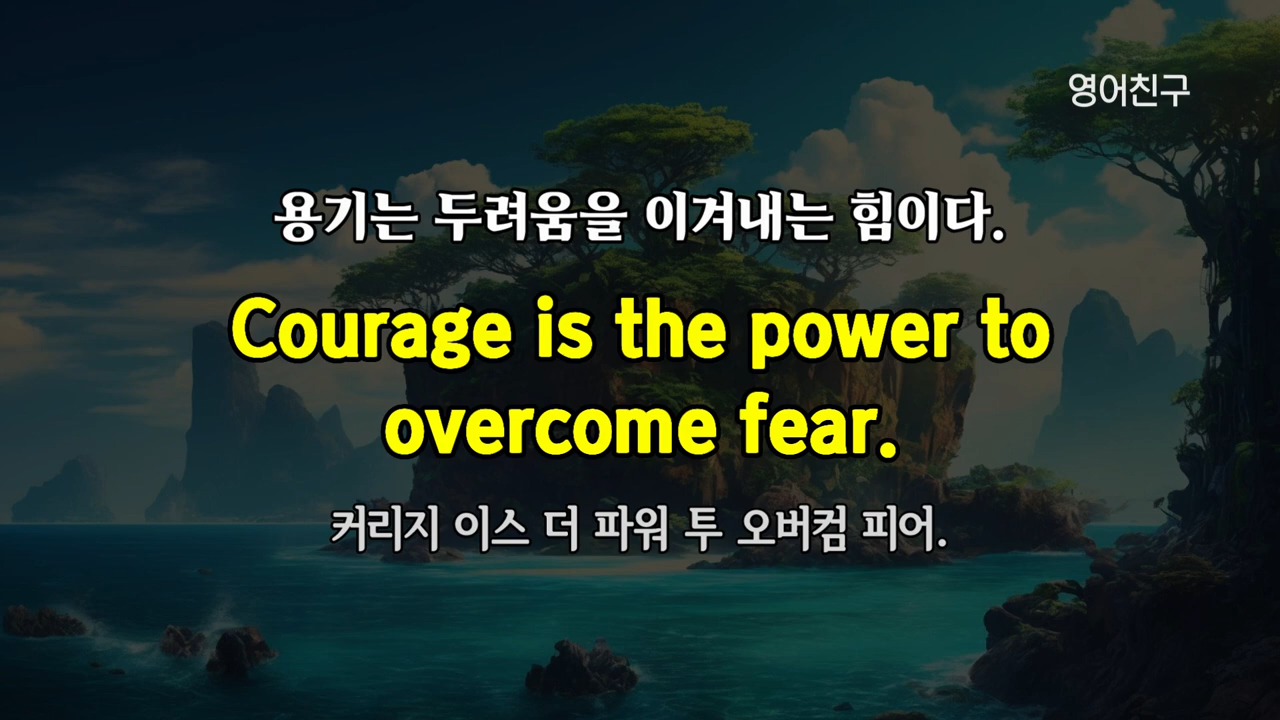 영어친구
용기는 두려움을 이겨내는 힘이다.
Courage is the power to
overcome fear.
커리지 이스 더 파워 투 오버컴 피어.